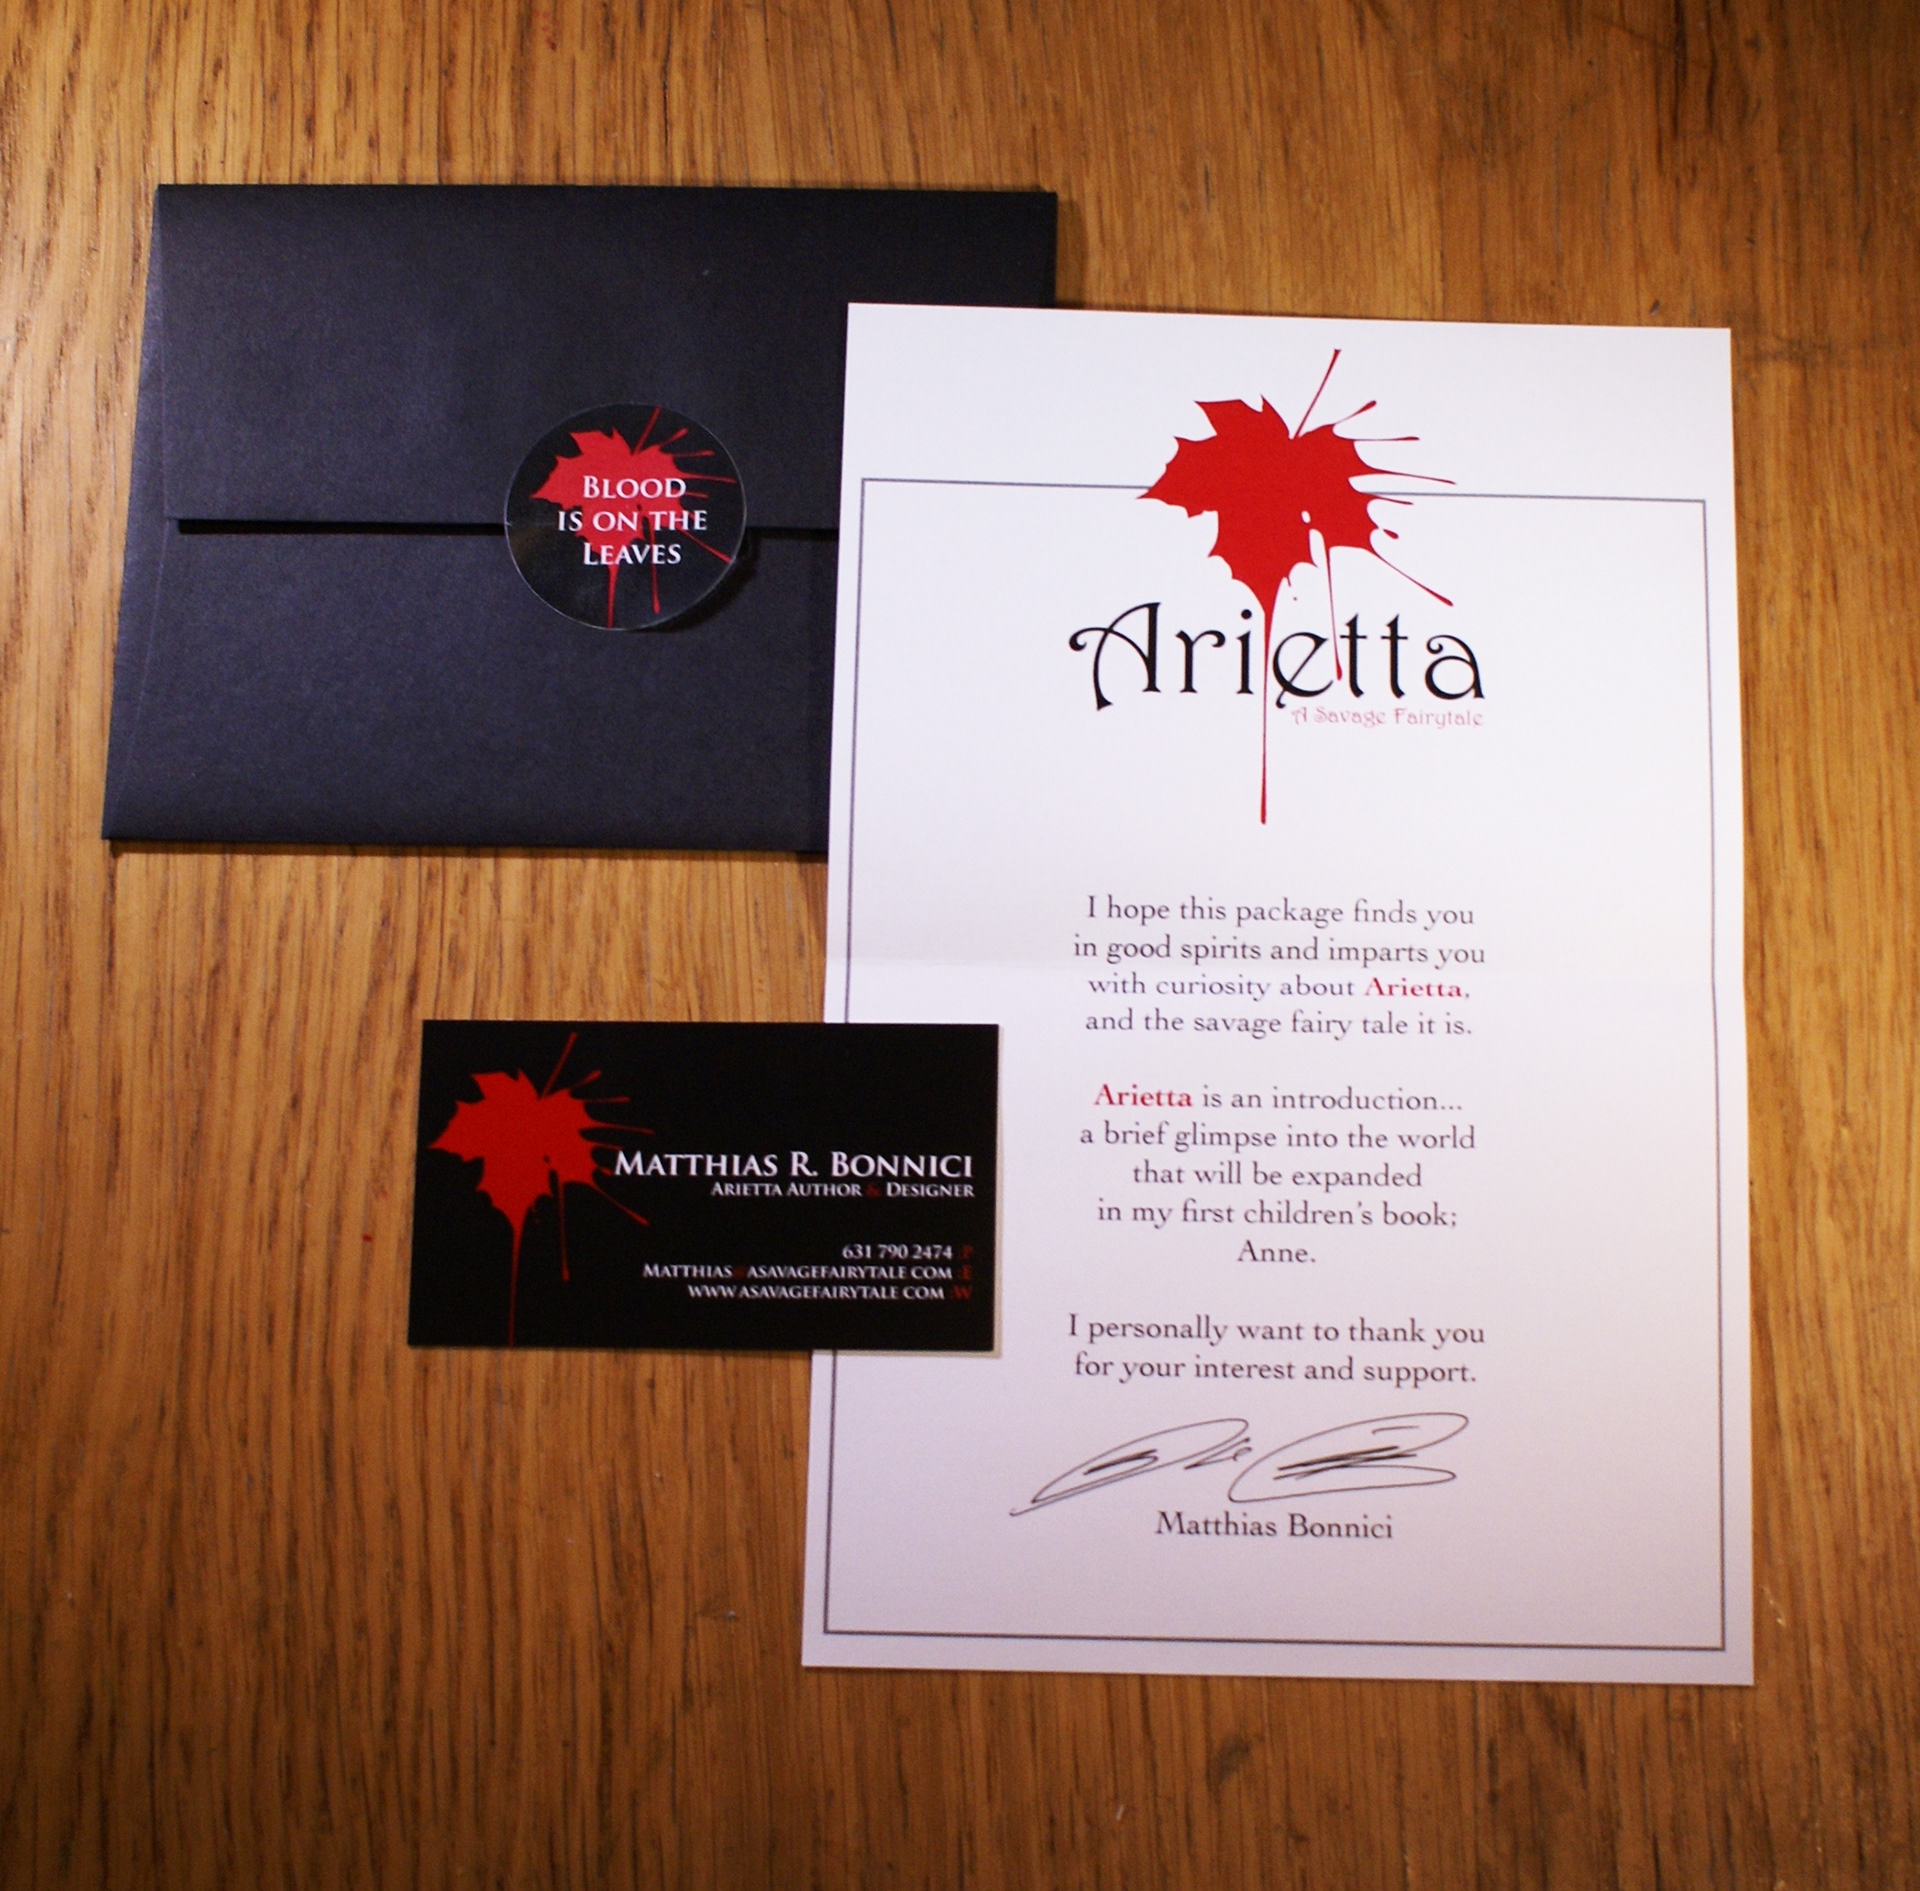 BLOOD
IS ON THE
LEAVES
Arietta
A Savage Fairytale
I hope this package finds you
in good spirits and imparts you
with curiosity about Arietta,
and the savage fairy tale it is.
Arietta is an introduction...
a brief glimpse into the world
that will be expanded
in my first children's book;
Anne.
I personally want to thank you
for your interest and support.
Matthias Bonnici
MATTHIAS R. BONNICI
ARIETTA AUTHOR & DESIGNER
631 790 2474 :P
MATTHIAS@ASAVAGEFAIRYTALE.COM :E
WWW.ASAVAGEFAIRYTALE.COM :W